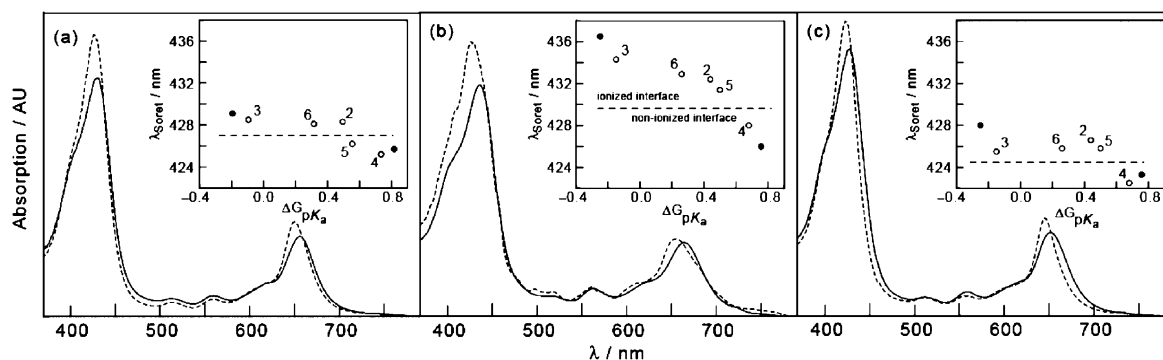 (a)
436
432
428
424
λSoret / nm
3
6
2
5
4
−0.4
0.0
0.4
0.8
ΔGpKa
(b)
436
432
428
424
λSoret / nm
3
6
2
5
ionized interface
non-ionized interface
4
−0.4
0.0
0.4
0.8
ΔGpKa
(c)
436
432
428
424
λSoret / nm
3
6
2
5
4
−0.4
0.0
0.4
0.8
ΔGpKa
Absorption / AU
400 500 600 700
400 500 600 700
400 500 600 700
λ / nm